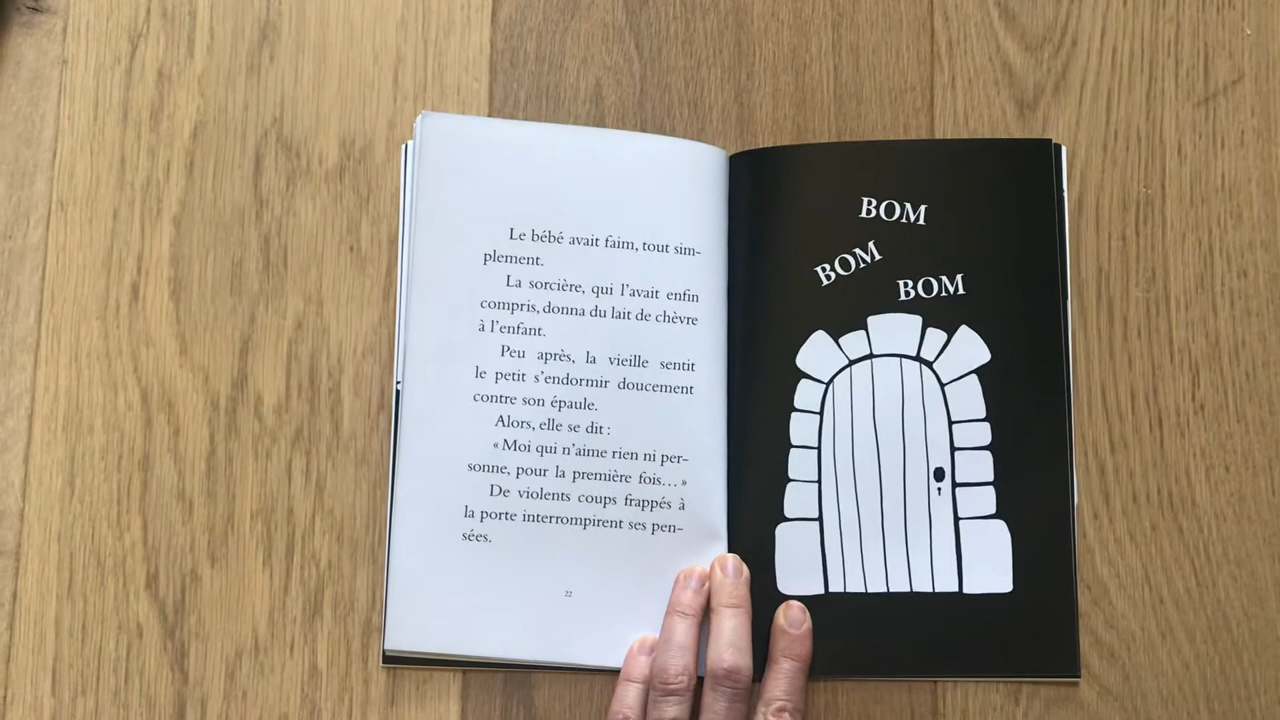 Le bébé avait faim, tout sim-
plement.
La sorcière, qui l'avait enfin
compris, donna du lait de chèvre
à l'enfant.
Peu après, la vieille sentit
le petit s'endormir doucement
contre son épaule.
Alors, elle se dit :
« Moi qui n'aime rien ni per-
sonne, pour la première fois… »
De violents coups frappés à
la porte interrompirent ses pen-
sées.
22
BOM
BOM
BOM